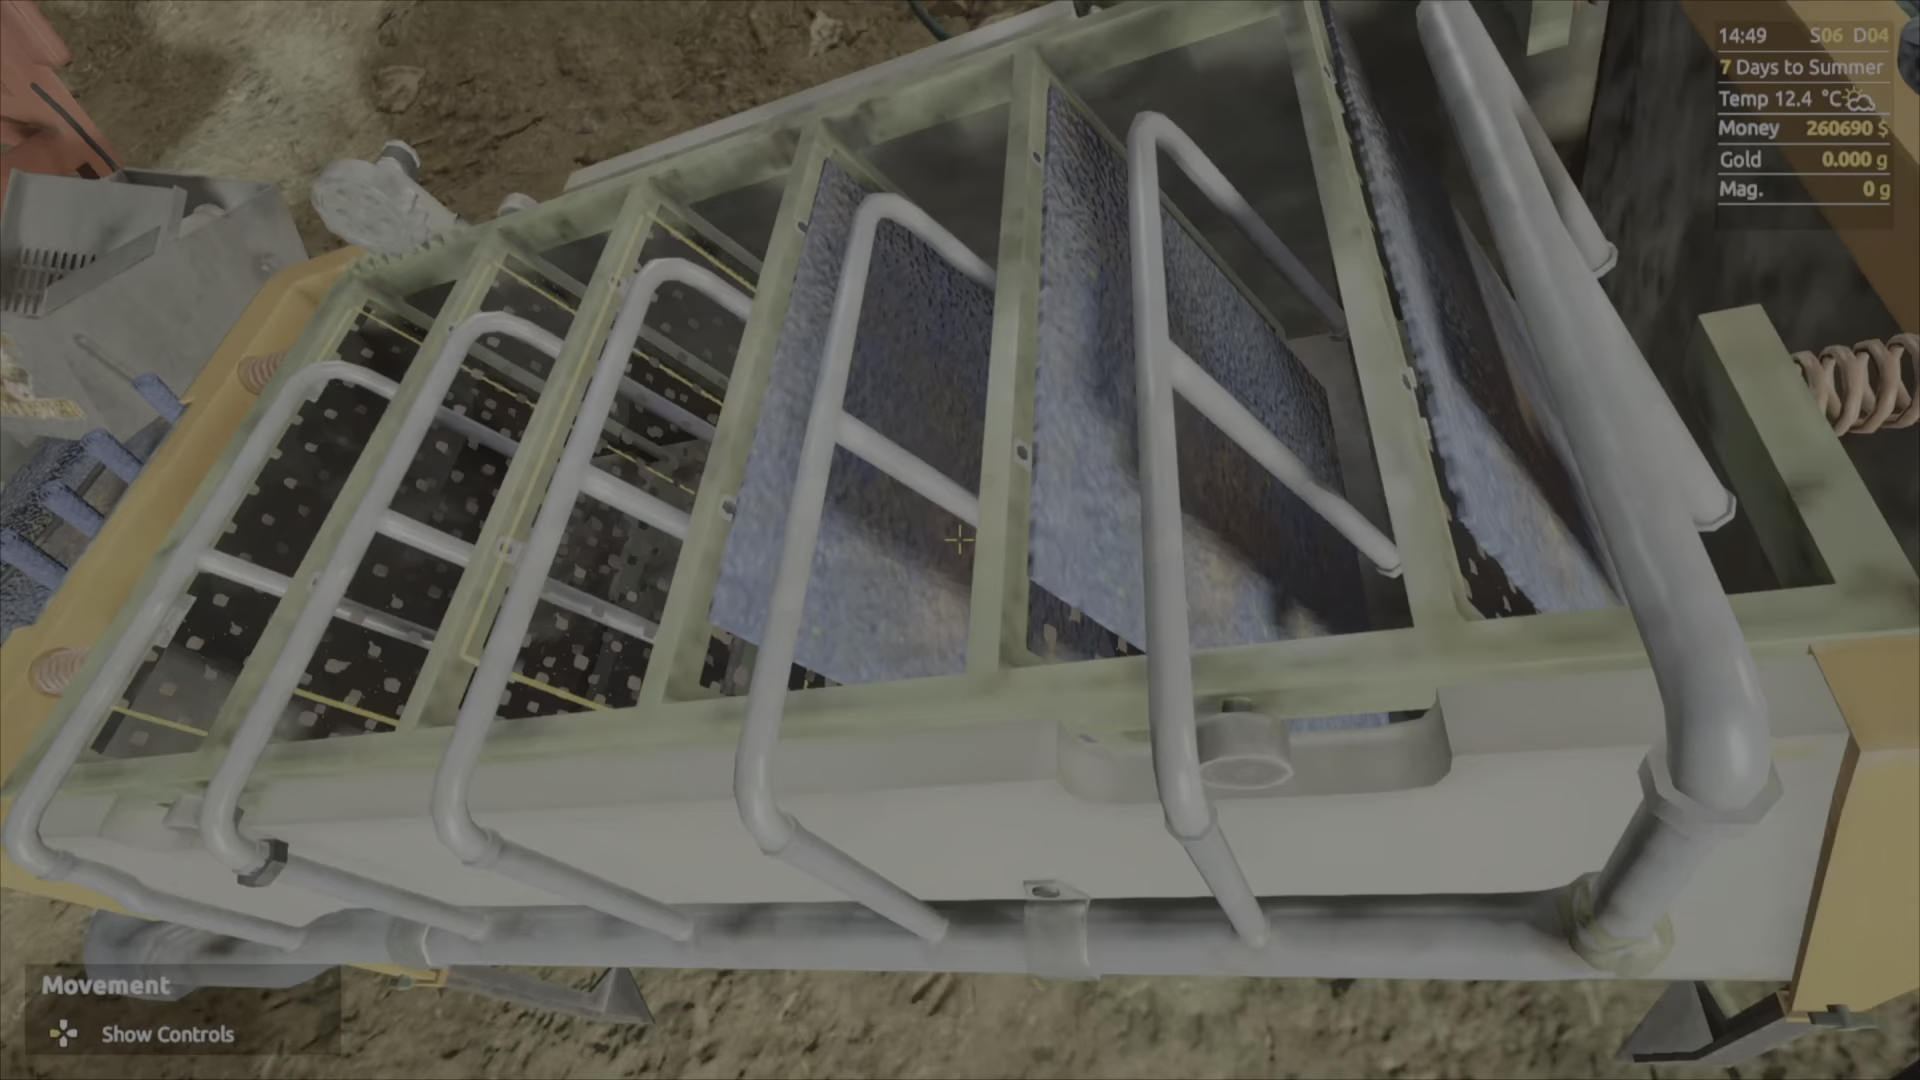 14:49 S06 D04
7 Days to Summer
Temp 12.4 °C
Money 260690 $
Gold 0.000 g
Mag. 0 g
Movement
Show Controls